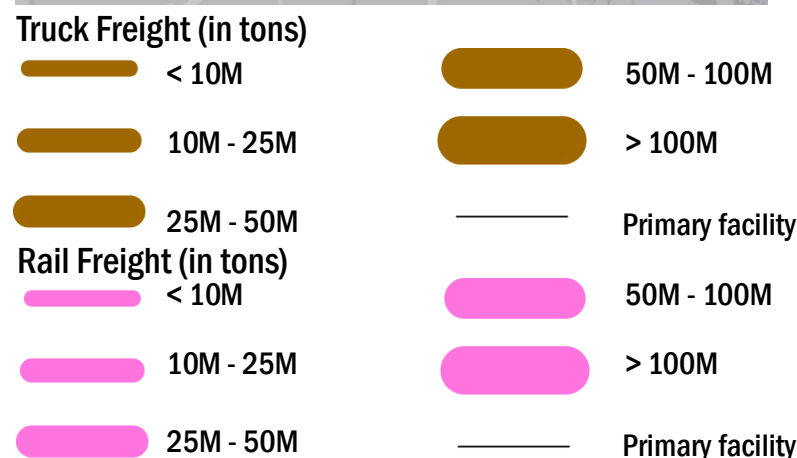 Truck Freight (in tons)
< 10M
50M - 100M
10M - 25M
> 100M
25M - 50M
Primary facility
Rail Freight (in tons)
< 10M
50M - 100M
10M - 25M
> 100M
25M - 50M
Primary facility